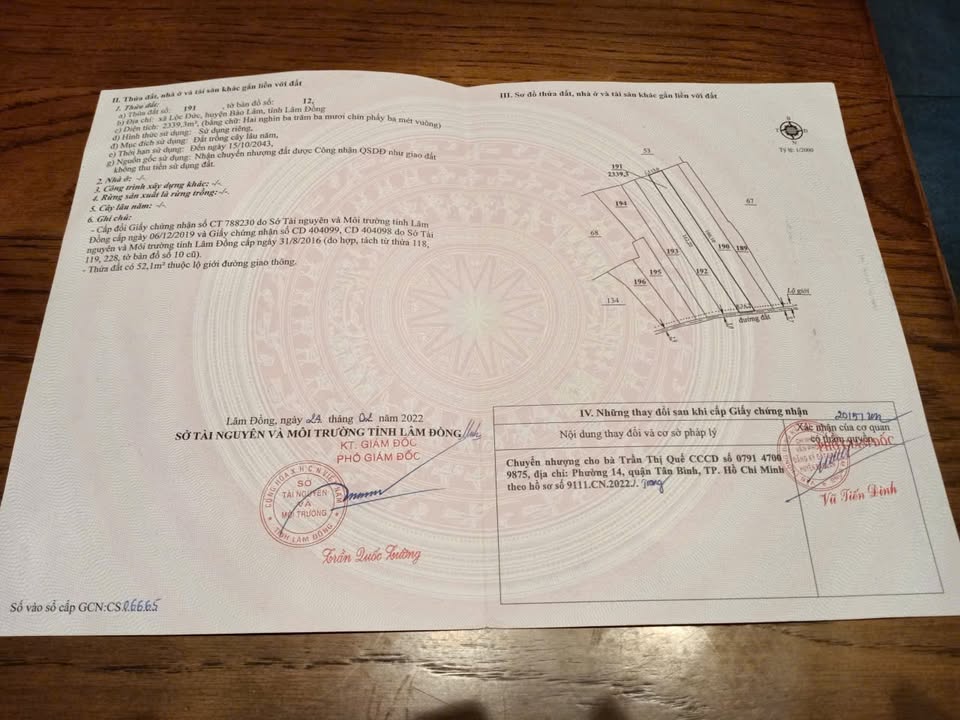 II. Thửa đất, nhà ở và tài sản khác gắn liền với đất
1. Thửa đất:
a) Thửa đất số: 191 , tờ bản đồ số: 12,
b) Địa chỉ: xã Lộc Đức, huyện Bảo Lâm, tỉnh Lâm Đồng
c) Diện tích: 2339,3m², (bằng chữ: Hai nghìn ba trăm ba mươi chín phẩy ba mét vuông)
d) Hình thức sử dụng: Sử dụng riêng,
đ) Mục đích sử dụng: Đất trồng cây lâu năm,
e) Thời hạn sử dụng: Đến ngày 15/10/2043,
g) Nguồn gốc sử dụng: Nhận chuyển nhượng đất được Công nhận QSDĐ như giao đất
không thu tiền sử dụng đất.
2. Nhà ở: -/-
3. Công trình xây dựng khác: -/-
4. Rừng sản xuất là rừng trồng: -/-
5. Cây lâu năm: -/-
6. Ghi chú:
- Cấp đổi Giấy chứng nhận số CT 788230 do Sở Tài nguyên và Môi trường tỉnh Lâm
Đồng cấp ngày 06/12/2019 và Giấy chứng nhận số CD 404099, CD 404098 do Sở Tài
nguyên và Môi trường tỉnh Lâm Đồng cấp ngày 31/8/2016 (do hợp, tách từ thửa 118,
119, 228, tờ bản đồ số 10 cũ).
- Thửa đất có 52,1m² thuộc lộ giới đường giao thông.
Lâm Đồng, ngày 24 tháng 02 năm 2022
SỞ TÀI NGUYÊN VÀ MÔI TRƯỜNG TỈNH LÂM ĐỒNG
KT. GIÁM ĐỐC
PHÓ GIÁM ĐỐC
CỘNG HÒA X.H.C.N VIỆT NAM
SỞ
TÀI NGUYÊN
VÀ
MÔI TRƯỜNG
TỈNH LÂM ĐỒNG
Trần Quốc Trường
Số vào sổ cấp GCN:CS 06665
III. Sơ đồ thửa đất, nhà ở và tài sản khác gắn liền với đất
Tỷ lệ: 1/2000
53
191
2339,3
67
194
68
193
190
189
195
192
196
134
Lộ giới
đường đất
IV. Những thay đổi sau khi cấp Giấy chứng nhận
Nội dung thay đổi và cơ sở pháp lý
Xác nhận của cơ quan
có thẩm quyền
Chuyển nhượng cho bà Trần Thị Quế CCCD số 0791 4700
9875, địa chỉ: Phường 14, quận Tân Bình, TP. Hồ Chí Minh
theo hồ sơ số 9111.CN.2022./.
Vũ Tiến Đinh